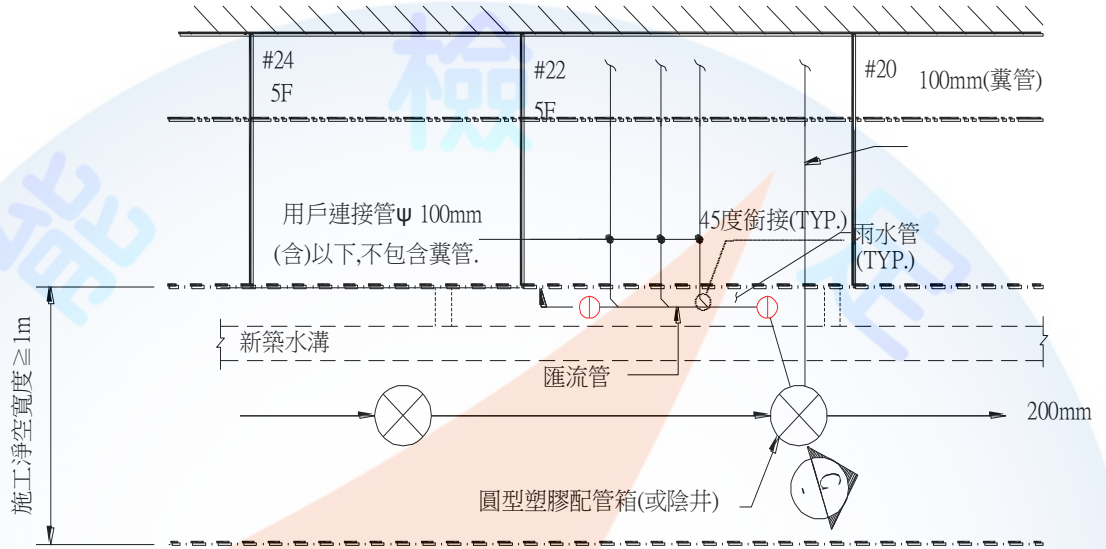 #24
5F
#22
5F
#20
100mm(糞管)
用戶連接管ψ 100mm
(含)以下,不包含糞管.
45度銜接(TYP.)
雨水管
(TYP.)
新築水溝
匯流管
施工淨空寬度≧1m
200mm
圓型塑膠配管箱(或陰井)
C
-
能
檢
定